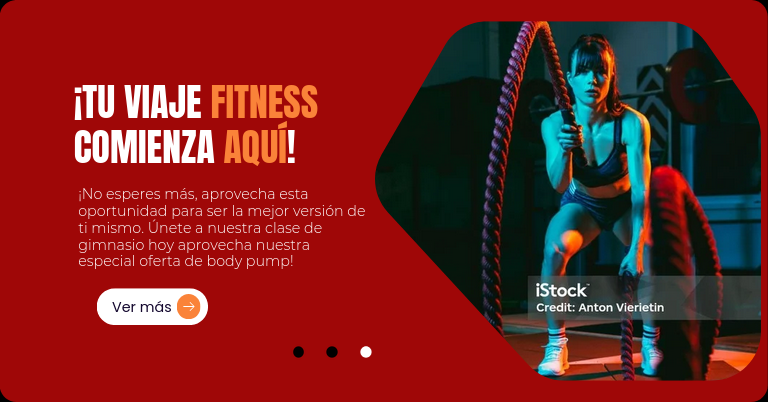 ¡TU VIAJE FITNESS
COMIENZA AQUÍ!
¡No esperes más, aprovecha esta
oportunidad para ser la mejor versión de
ti mismo. Únete a nuestra clase de
gimnasio hoy aprovecha nuestra
especial oferta de body pump!
Ver más
iStock
Credit: Anton Vierietin